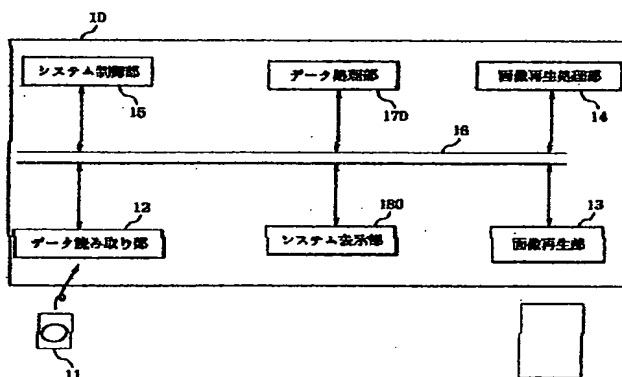 10
システム制御部
データ処理部
画像再生処理部
15
170
14
16
12
180
13
データ読み取り部
システム表示部
画像再生部
11